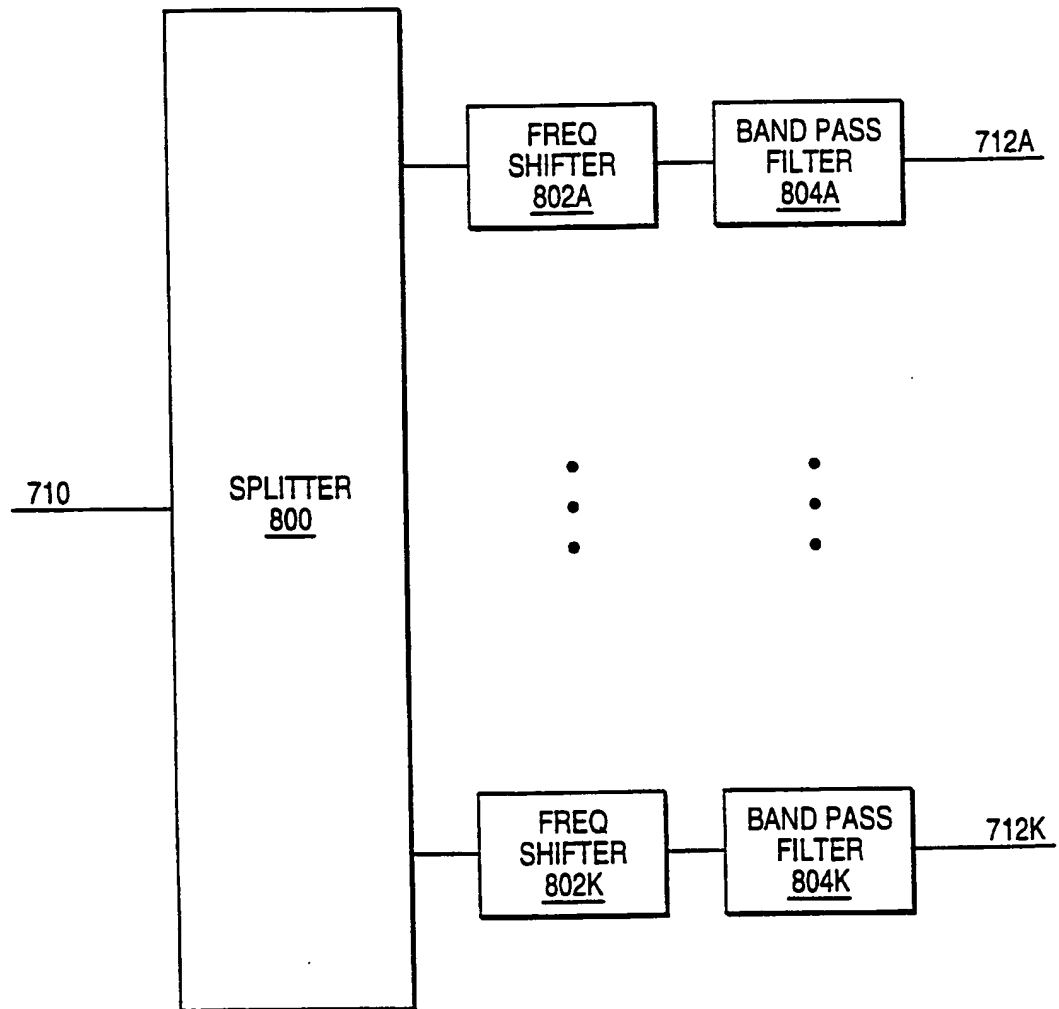 FREQ
SHIFTER
802A
BAND PASS
FILTER
804A
712A
710
SPLITTER
800
FREQ
SHIFTER
802K
BAND PASS
FILTER
804K
712K